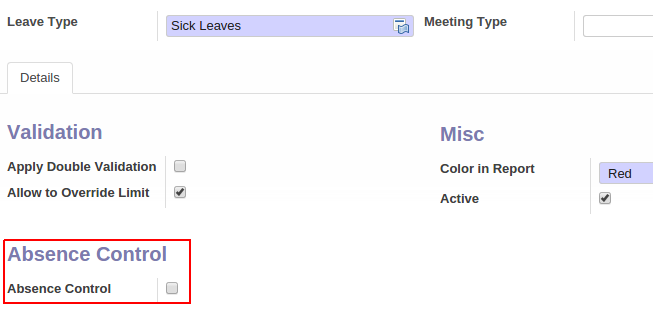 Leave Type Sick Leaves Meeting Type
Details
Validation Misc
Apply Double Validation Color in Report Red
Allow to Override Limit Active
Absence Control
Absence Control